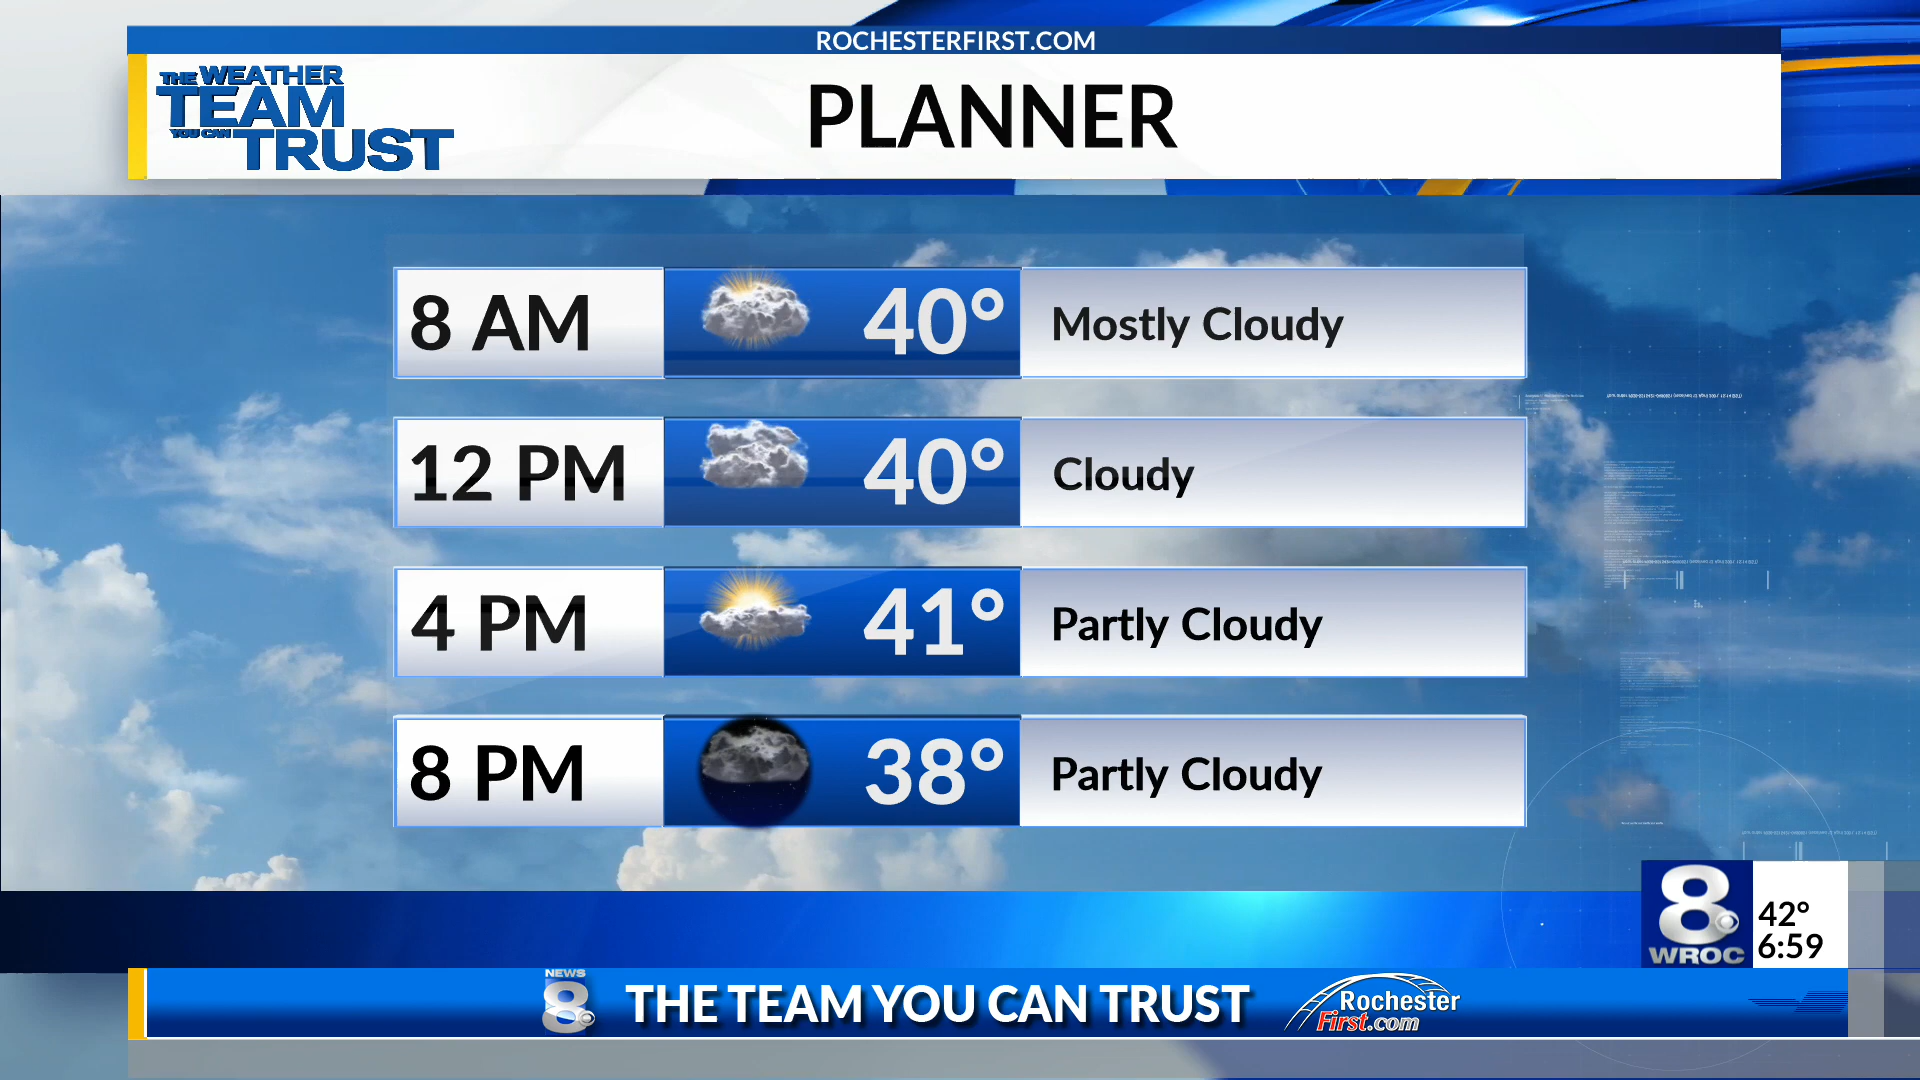 ROCHESTERFIRST.COM
THE WEATHER
TEAM
YOU CAN TRUST
PLANNER
8 AM 40° Mostly Cloudy
12 PM 40° Cloudy
4 PM 41° Partly Cloudy
8 PM 38° Partly Cloudy
8 42°
WROC 6:59
NEWS
8 THE TEAM YOU CAN TRUST
Rochester
First.com